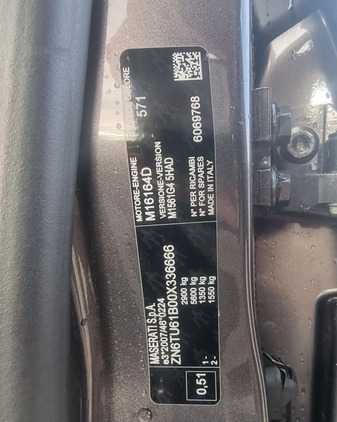 MASERATI S.p.A.
e3*2007/46*0224
ZN6TU61B00X336666
2900 kg
5600 kg
1- 1350 kg
2- 1550 kg
0,51
MOTORE-ENGINE
M16164D
VERSIONE-VERSION
M1561G4 5HAD
N° PER RICAMBI
N° FOR SPARES
MADE IN ITALY
6069768
571